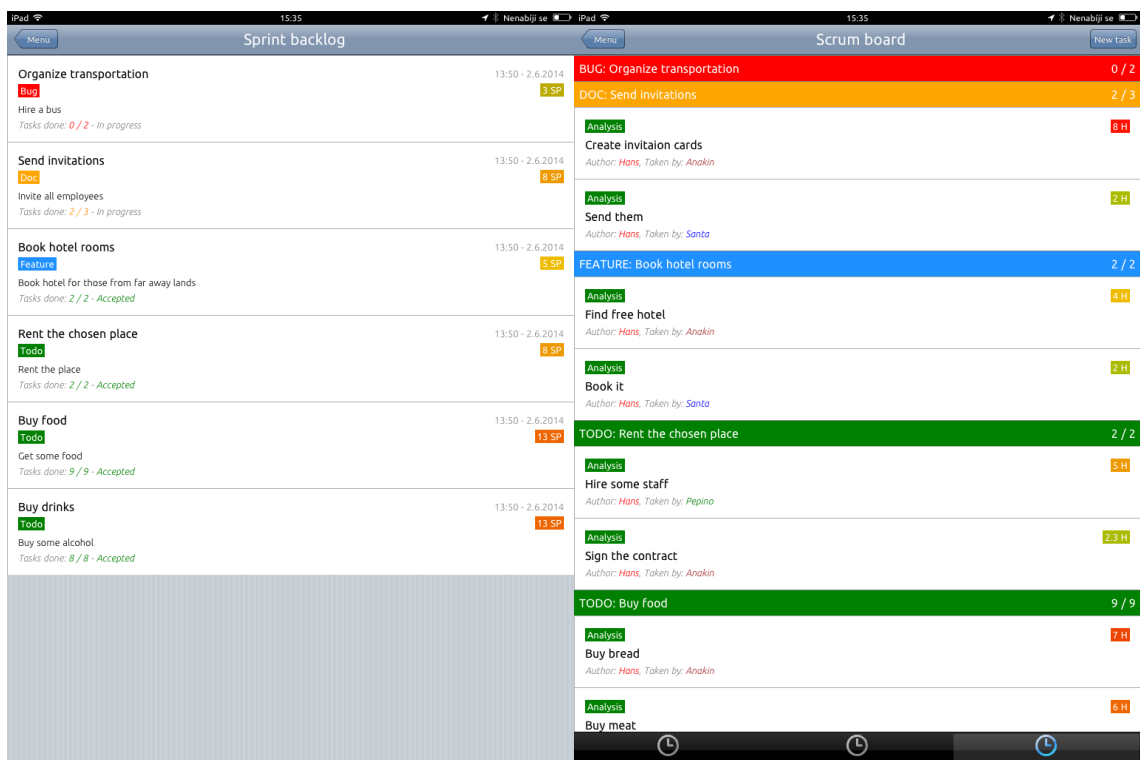 iPad 15:35 Nenabíjí se
Menu Sprint backlog
Organize transportation 13:50 - 2.6.2014
Bug 3 SP
Hire a bus
Tasks done: 0 / 2 - In progress
Send invitations 13:50 - 2.6.2014
Doc 8 SP
Invite all employees
Tasks done: 2 / 3 - In progress
Book hotel rooms 13:50 - 2.6.2014
Feature 5 SP
Book hotel for those from far away lands
Tasks done: 2 / 2 - Accepted
Rent the chosen place 13:50 - 2.6.2014
Todo 8 SP
Rent the place
Tasks done: 2 / 2 - Accepted
Buy food 13:50 - 2.6.2014
Todo 13 SP
Get some food
Tasks done: 9 / 9 - Accepted
Buy drinks 13:50 - 2.6.2014
Todo 13 SP
Buy some alcohol
Tasks done: 8 / 8 - Accepted
iPad 15:35 Nenabíjí se
Menu Scrum board New task
BUG: Organize transportation 0 / 2
DOC: Send invitations 2 / 3
Analysis 8 H
Create invitaion cards
Author: Hans, Taken by: Anakin
Analysis 2 H
Send them
Author: Hans, Taken by: Santa
FEATURE: Book hotel rooms 2 / 2
Analysis 4 H
Find free hotel
Author: Hans, Taken by: Anakin
Analysis 2 H
Book it
Author: Hans, Taken by: Santa
TODO: Rent the chosen place 2 / 2
Analysis 5 H
Hire some staff
Author: Hans, Taken by: Pepino
Analysis 2.3 H
Sign the contract
Author: Hans, Taken by: Anakin
TODO: Buy food 9 / 9
Analysis 7 H
Buy bread
Author: Hans, Taken by: Anakin
Analysis 6 H
Buy meat